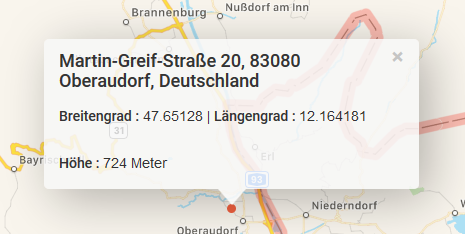 Brannenburg
Nußdorf am Inn
Martin-Greif-Straße 20, 83080
Oberaudorf, Deutschland
×
Breitengrad : 47.65128 | Längengrad : 12.164181
31
Erl
Bayrisc
Höhe : 724 Meter
93
Niederndorf
Oberaudorf